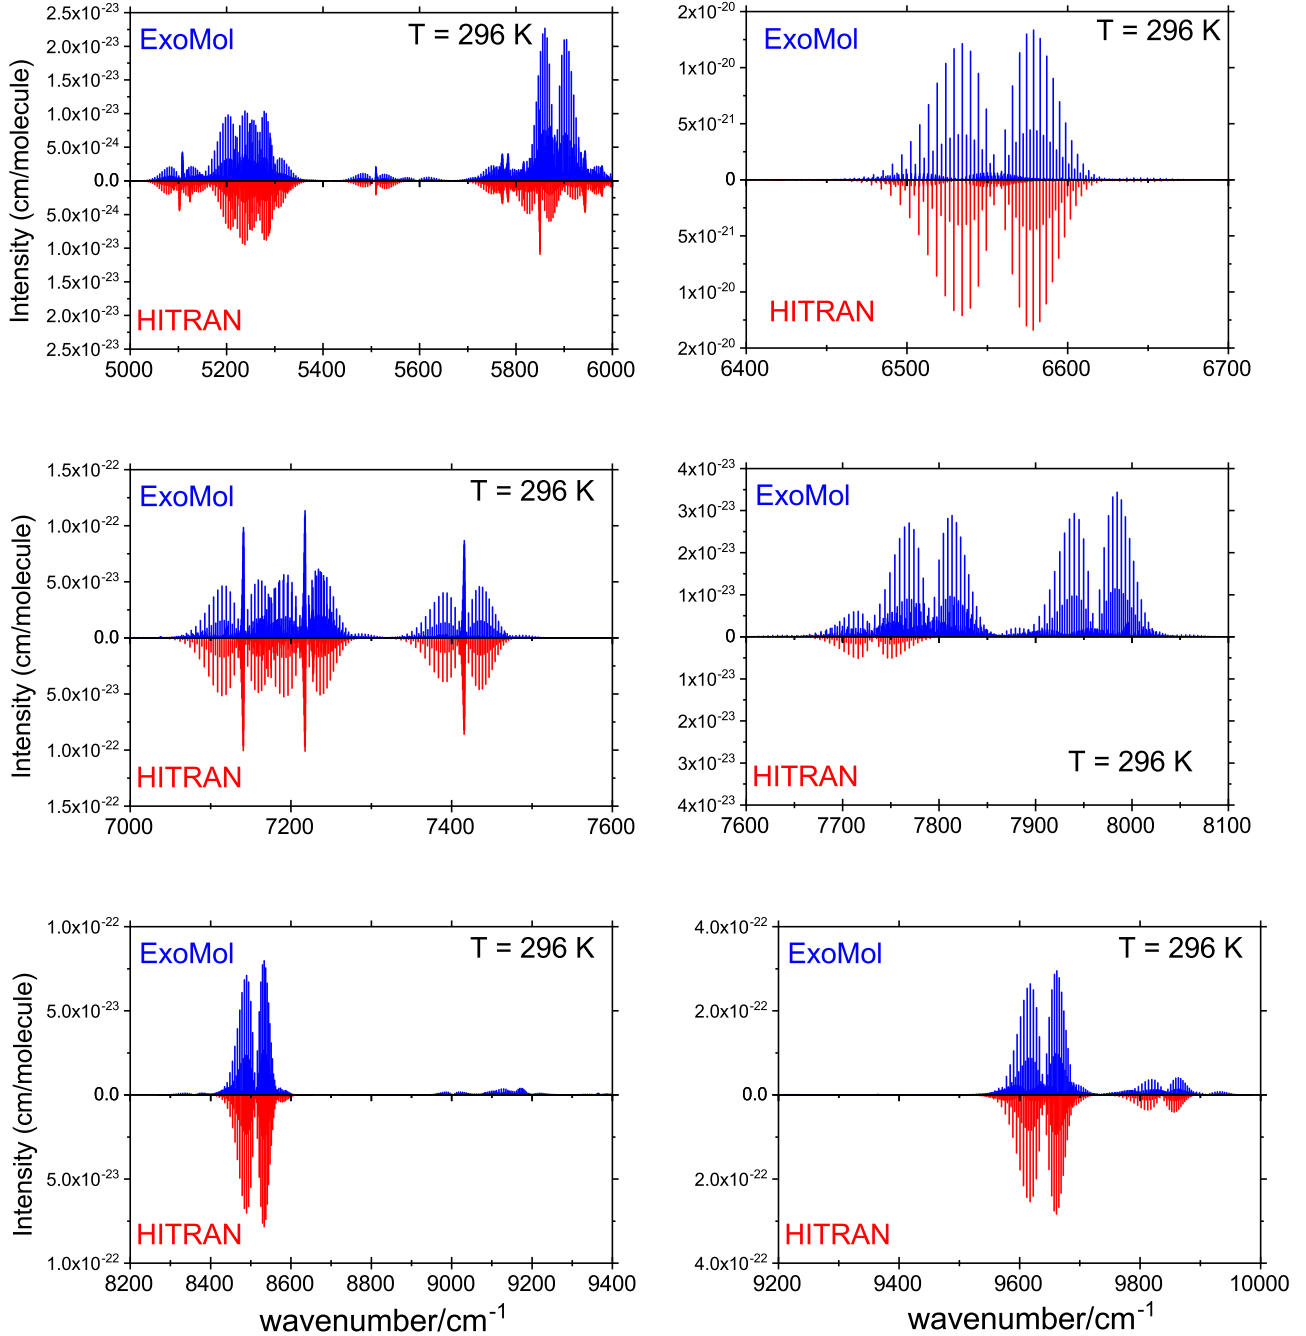 2.5x10⁻²³
ExoMol
T = 296 K
2.0x10⁻²³
1.5x10⁻²³
1.0x10⁻²³
5.0x10⁻²⁴
0.0
5.0x10⁻²⁴
1.0x10⁻²³
1.5x10⁻²³
2.0x10⁻²³
2.5x10⁻²³
HITRAN
Intensity (cm/molecule)
5000 5200 5400 5600 5800 6000
2x10⁻²⁰
ExoMol
T = 296 K
1x10⁻²⁰
5x10⁻²¹
0
5x10⁻²¹
1x10⁻²⁰
HITRAN
2x10⁻²⁰
6400 6500 6600 6700
1.5x10⁻²²
ExoMol
T = 296 K
1.0x10⁻²²
5.0x10⁻²³
0.0
5.0x10⁻²³
1.0x10⁻²²
HITRAN
1.5x10⁻²²
Intensity (cm/molecule)
7000 7200 7400 7600
4x10⁻²³
ExoMol
3x10⁻²³
2x10⁻²³
1x10⁻²³
0
1x10⁻²³
2x10⁻²³
T = 296 K
3x10⁻²³
HITRAN
4x10⁻²³
7600 7700 7800 7900 8000 8100
1.0x10⁻²²
ExoMol
T = 296 K
5.0x10⁻²³
0.0
5.0x10⁻²³
HITRAN
1.0x10⁻²²
Intensity (cm/molecule)
8200 8400 8600 8800 9000 9200 9400
wavenumber/cm⁻¹
4.0x10⁻²²
ExoMol
T = 296 K
2.0x10⁻²²
0.0
2.0x10⁻²²
HITRAN
4.0x10⁻²²
9200 9400 9600 9800 10000
wavenumber/cm⁻¹